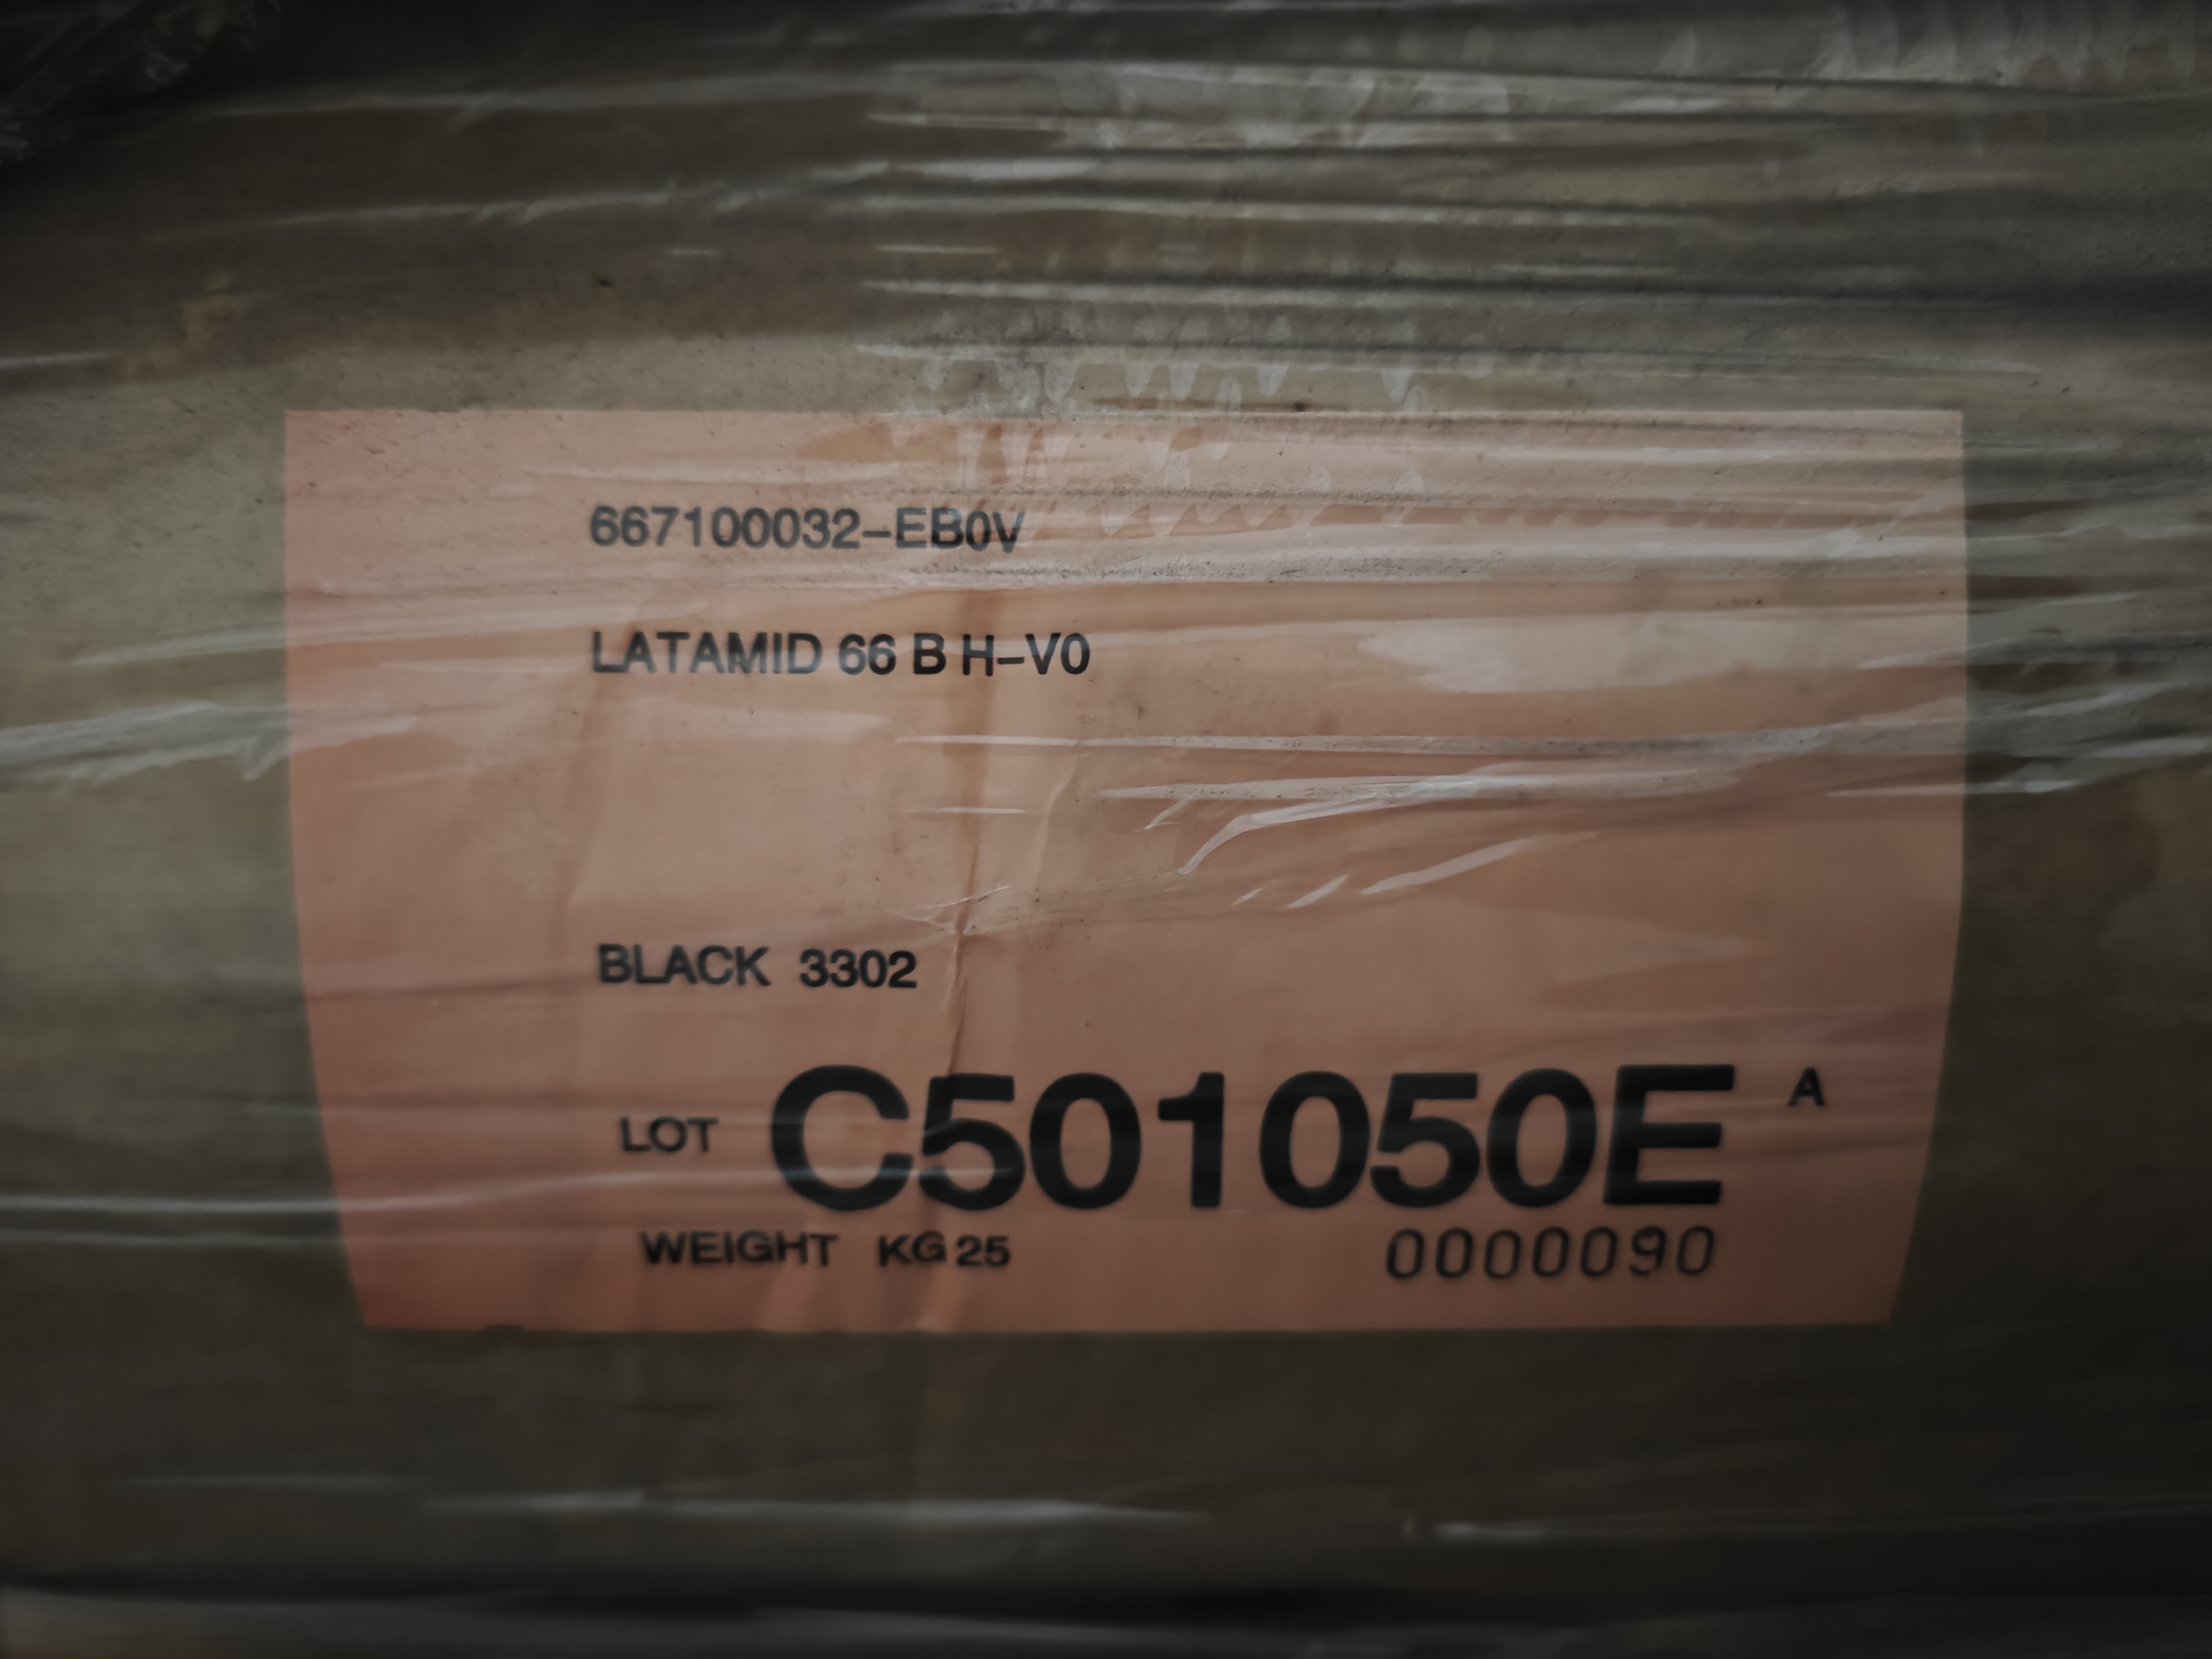 667100032-EB0V
LATAMID 66 B H-V0
BLACK 3302
LOT C501050E A
WEIGHT KG 25 0000090